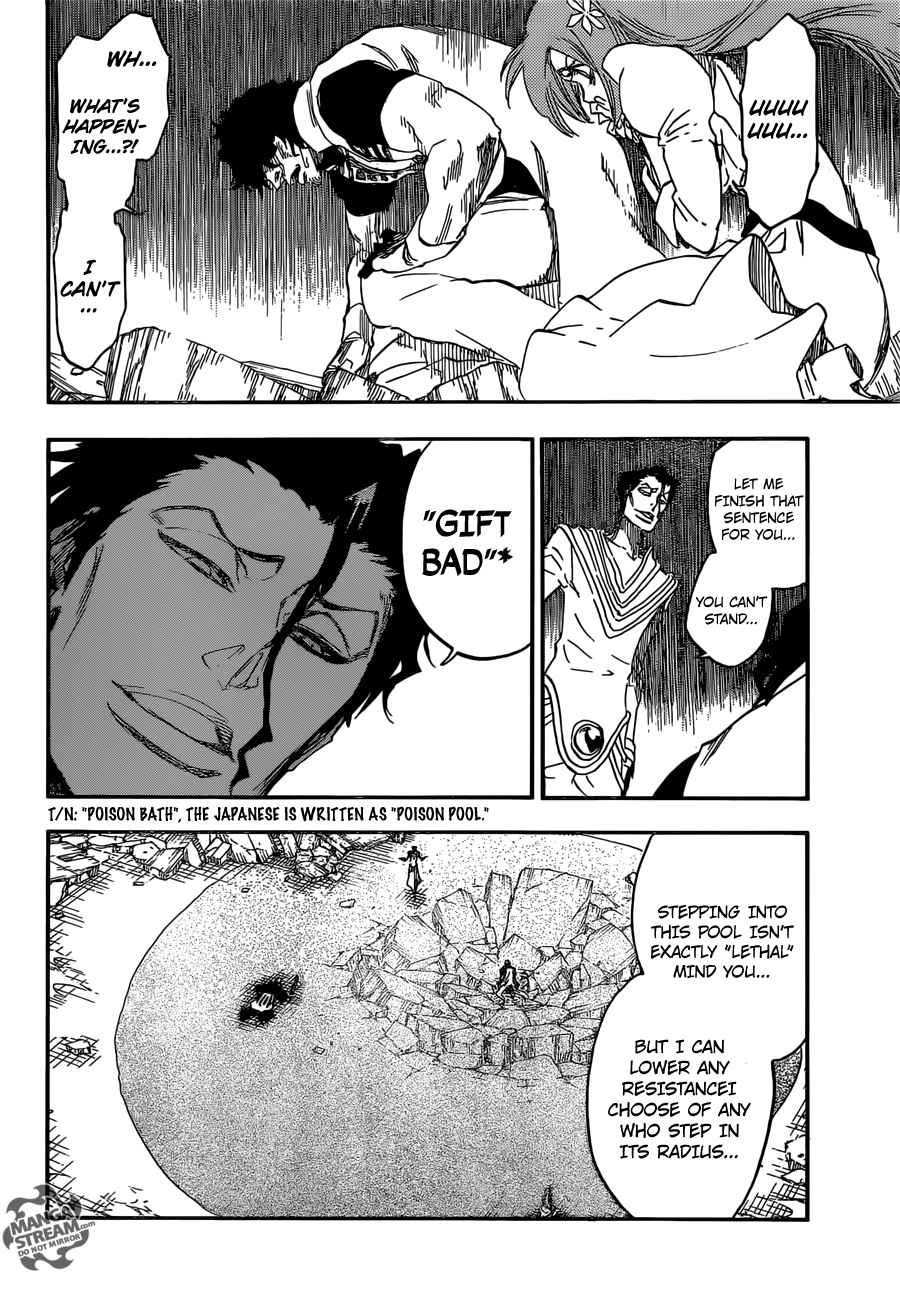 WH...
WHAT'S
HAPPEN-
ING...?!
I
CAN'T
...
UUUU
UUU...
"GIFT
BAD"*
LET ME
FINISH THAT
SENTENCE
FOR YOU...
YOU CAN'T
STAND...
T/N: "POISON BATH", THE JAPANESE IS WRITTEN AS "POISON POOL."
STEPPING INTO
THIS POOL ISN'T
EXACTLY "LETHAL"
MIND YOU...
BUT I CAN
LOWER ANY
RESISTANCEI
CHOOSE OF ANY
WHO STEP IN
ITS RADIUS...
MANGA
STREAM.com
DO NOT MIRROR